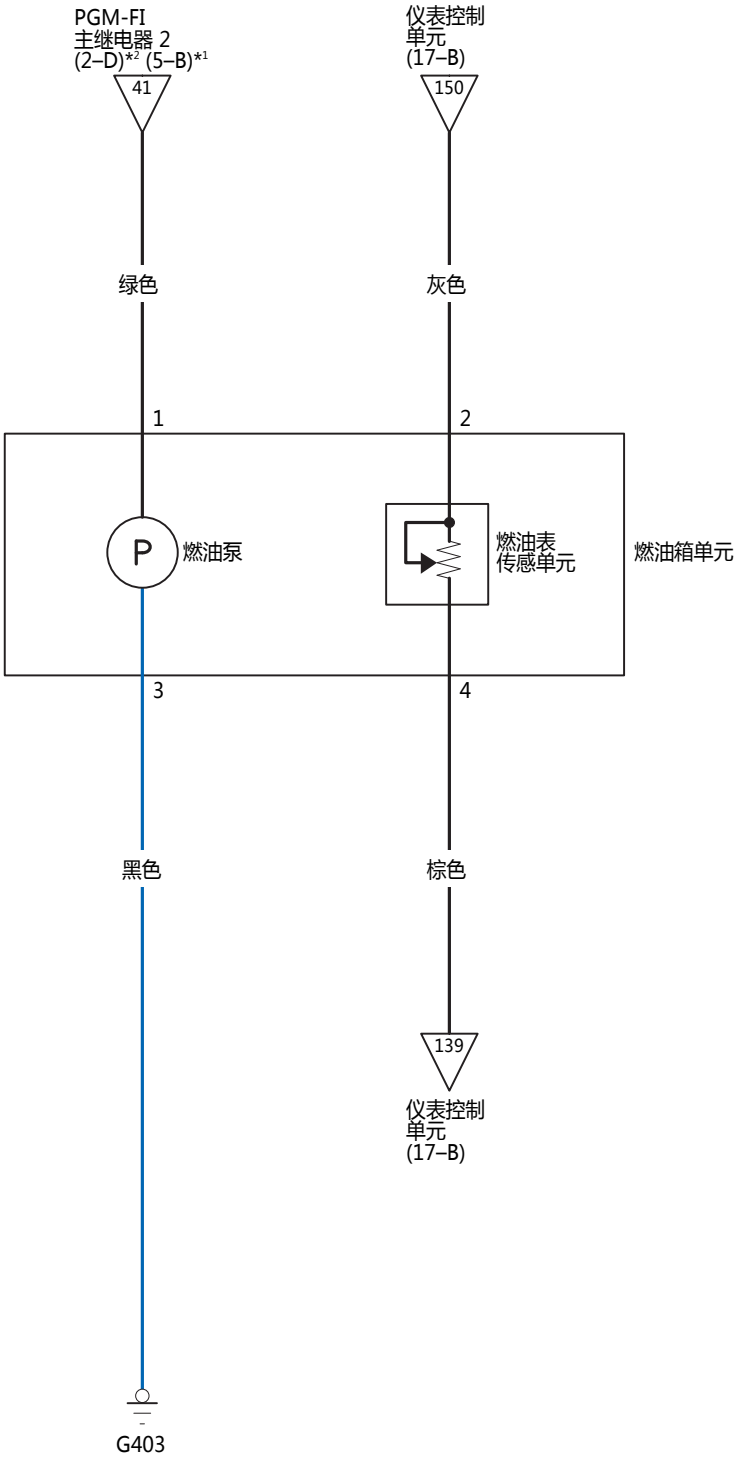 PGM-FI
主继电器 2
(2–D)*2 (5–B)*1
41
仪表控制
单元
(17–B)
150
绿色
灰色
1
2
P
燃油泵
燃油表
传感单元
燃油箱单元
3
4
黑色
棕色
139
仪表控制
单元
(17–B)
G403